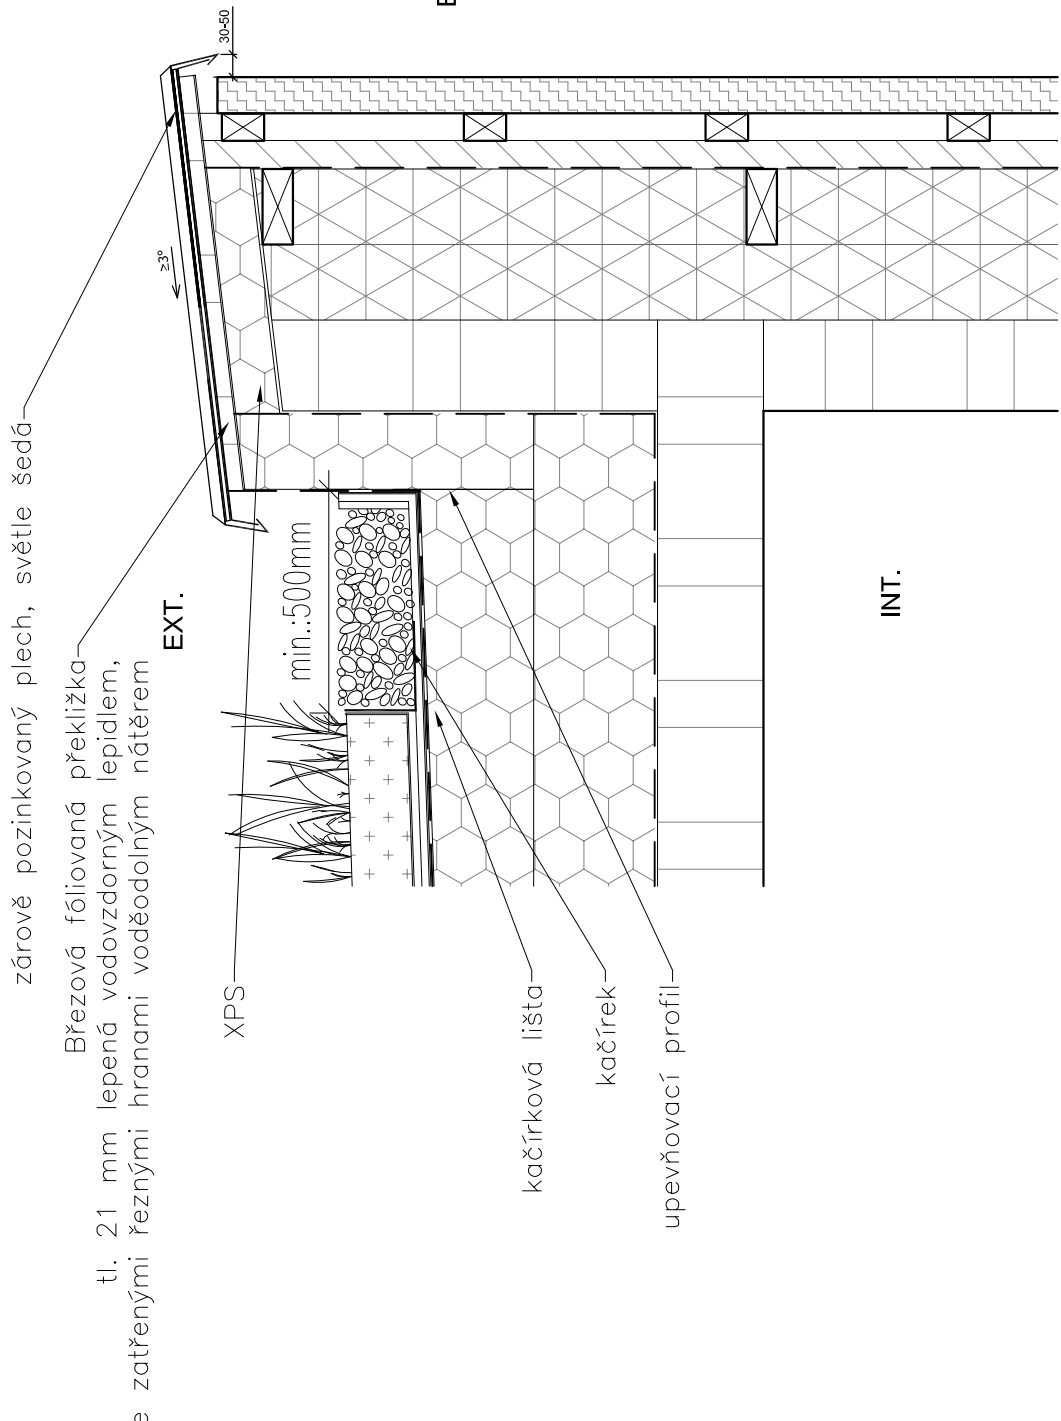 zárově pozinkovaný plech, světle šedá
Březová fóliovaná překližka
tl. 21 mm lepená vodovzdorným lepidlem,
e zatřenými řeznými hranami voděodolným nátěrem
EXT.
≥3°
30-50
XPS
min.:500mm
kačírková lišta
kačírek
upevňovací profil
INT.